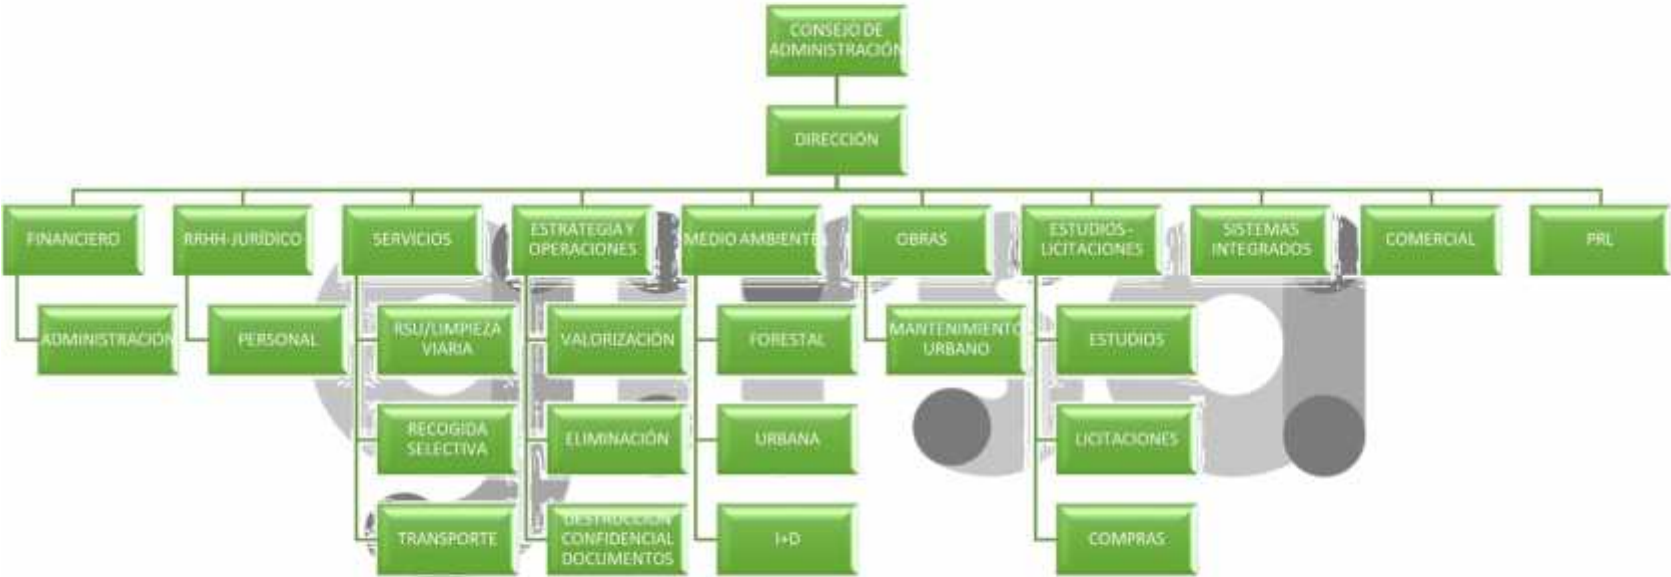 CONSEJO DE
ADMINISTRACIÓN
DIRECCIÓN
FINANCIERO
RRHH-JURÍDICO
SERVICIOS
ESTRATEGIA Y
OPERACIONES
MEDIO AMBIENTE
OBRAS
ESTUDIOS-
LICITACIONES
SISTEMAS
INTEGRADOS
COMERCIAL
PRL
ADMINISTRACIÓN
PERSONAL
RSU/LIMPIEZA
VIARIA
VALORIZACIÓN
FORESTAL
MANTENIMIENTO
URBANO
ESTUDIOS
RECOGIDA
SELECTIVA
ELIMINACIÓN
URBANA
LICITACIONES
TRANSPORTE
DESTRUCCIÓN
CONFIDENCIAL
DOCUMENTOS
I+D
COMPRAS